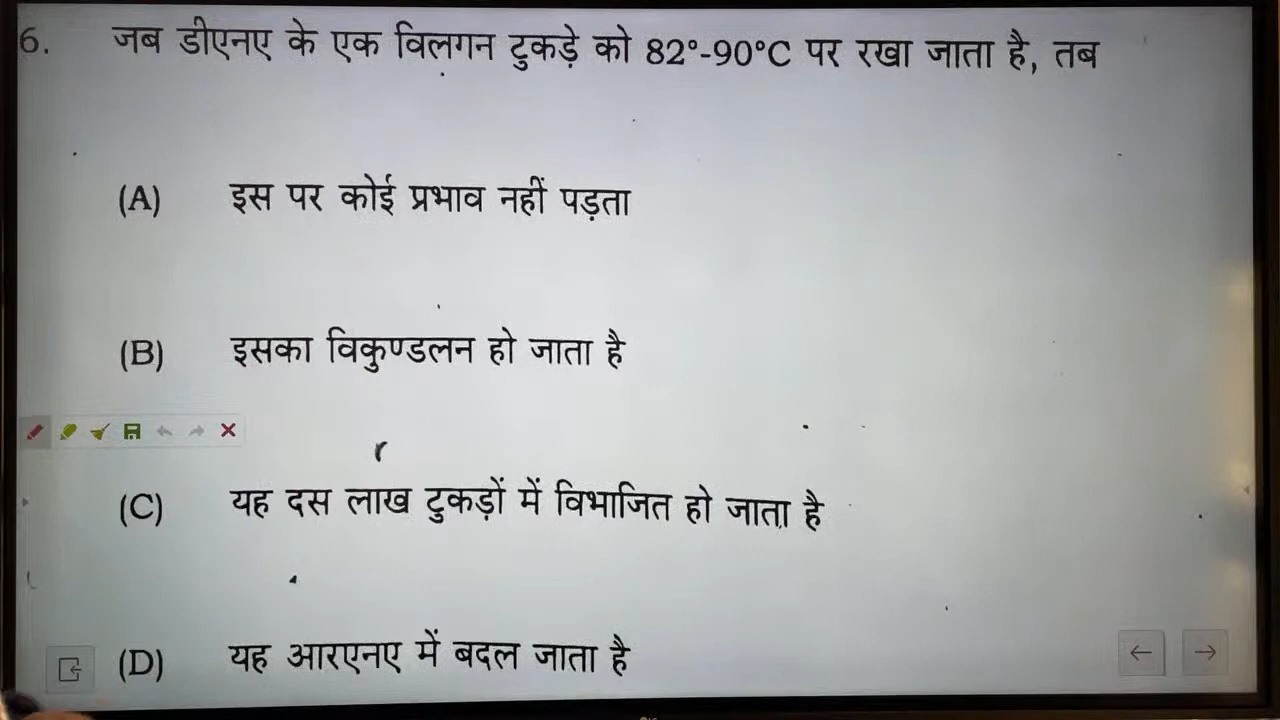 6. जब डीएनए के एक विलगन टुकड़े को 82°-90°C पर रखा जाता है, तब
(A) इस पर कोई प्रभाव नहीं पड़ता
(B) इसका विकुण्डलन हो जाता है
(C) यह दस लाख टुकड़ों में विभाजित हो जाता है
(D) यह आरएनए में बदल जाता है